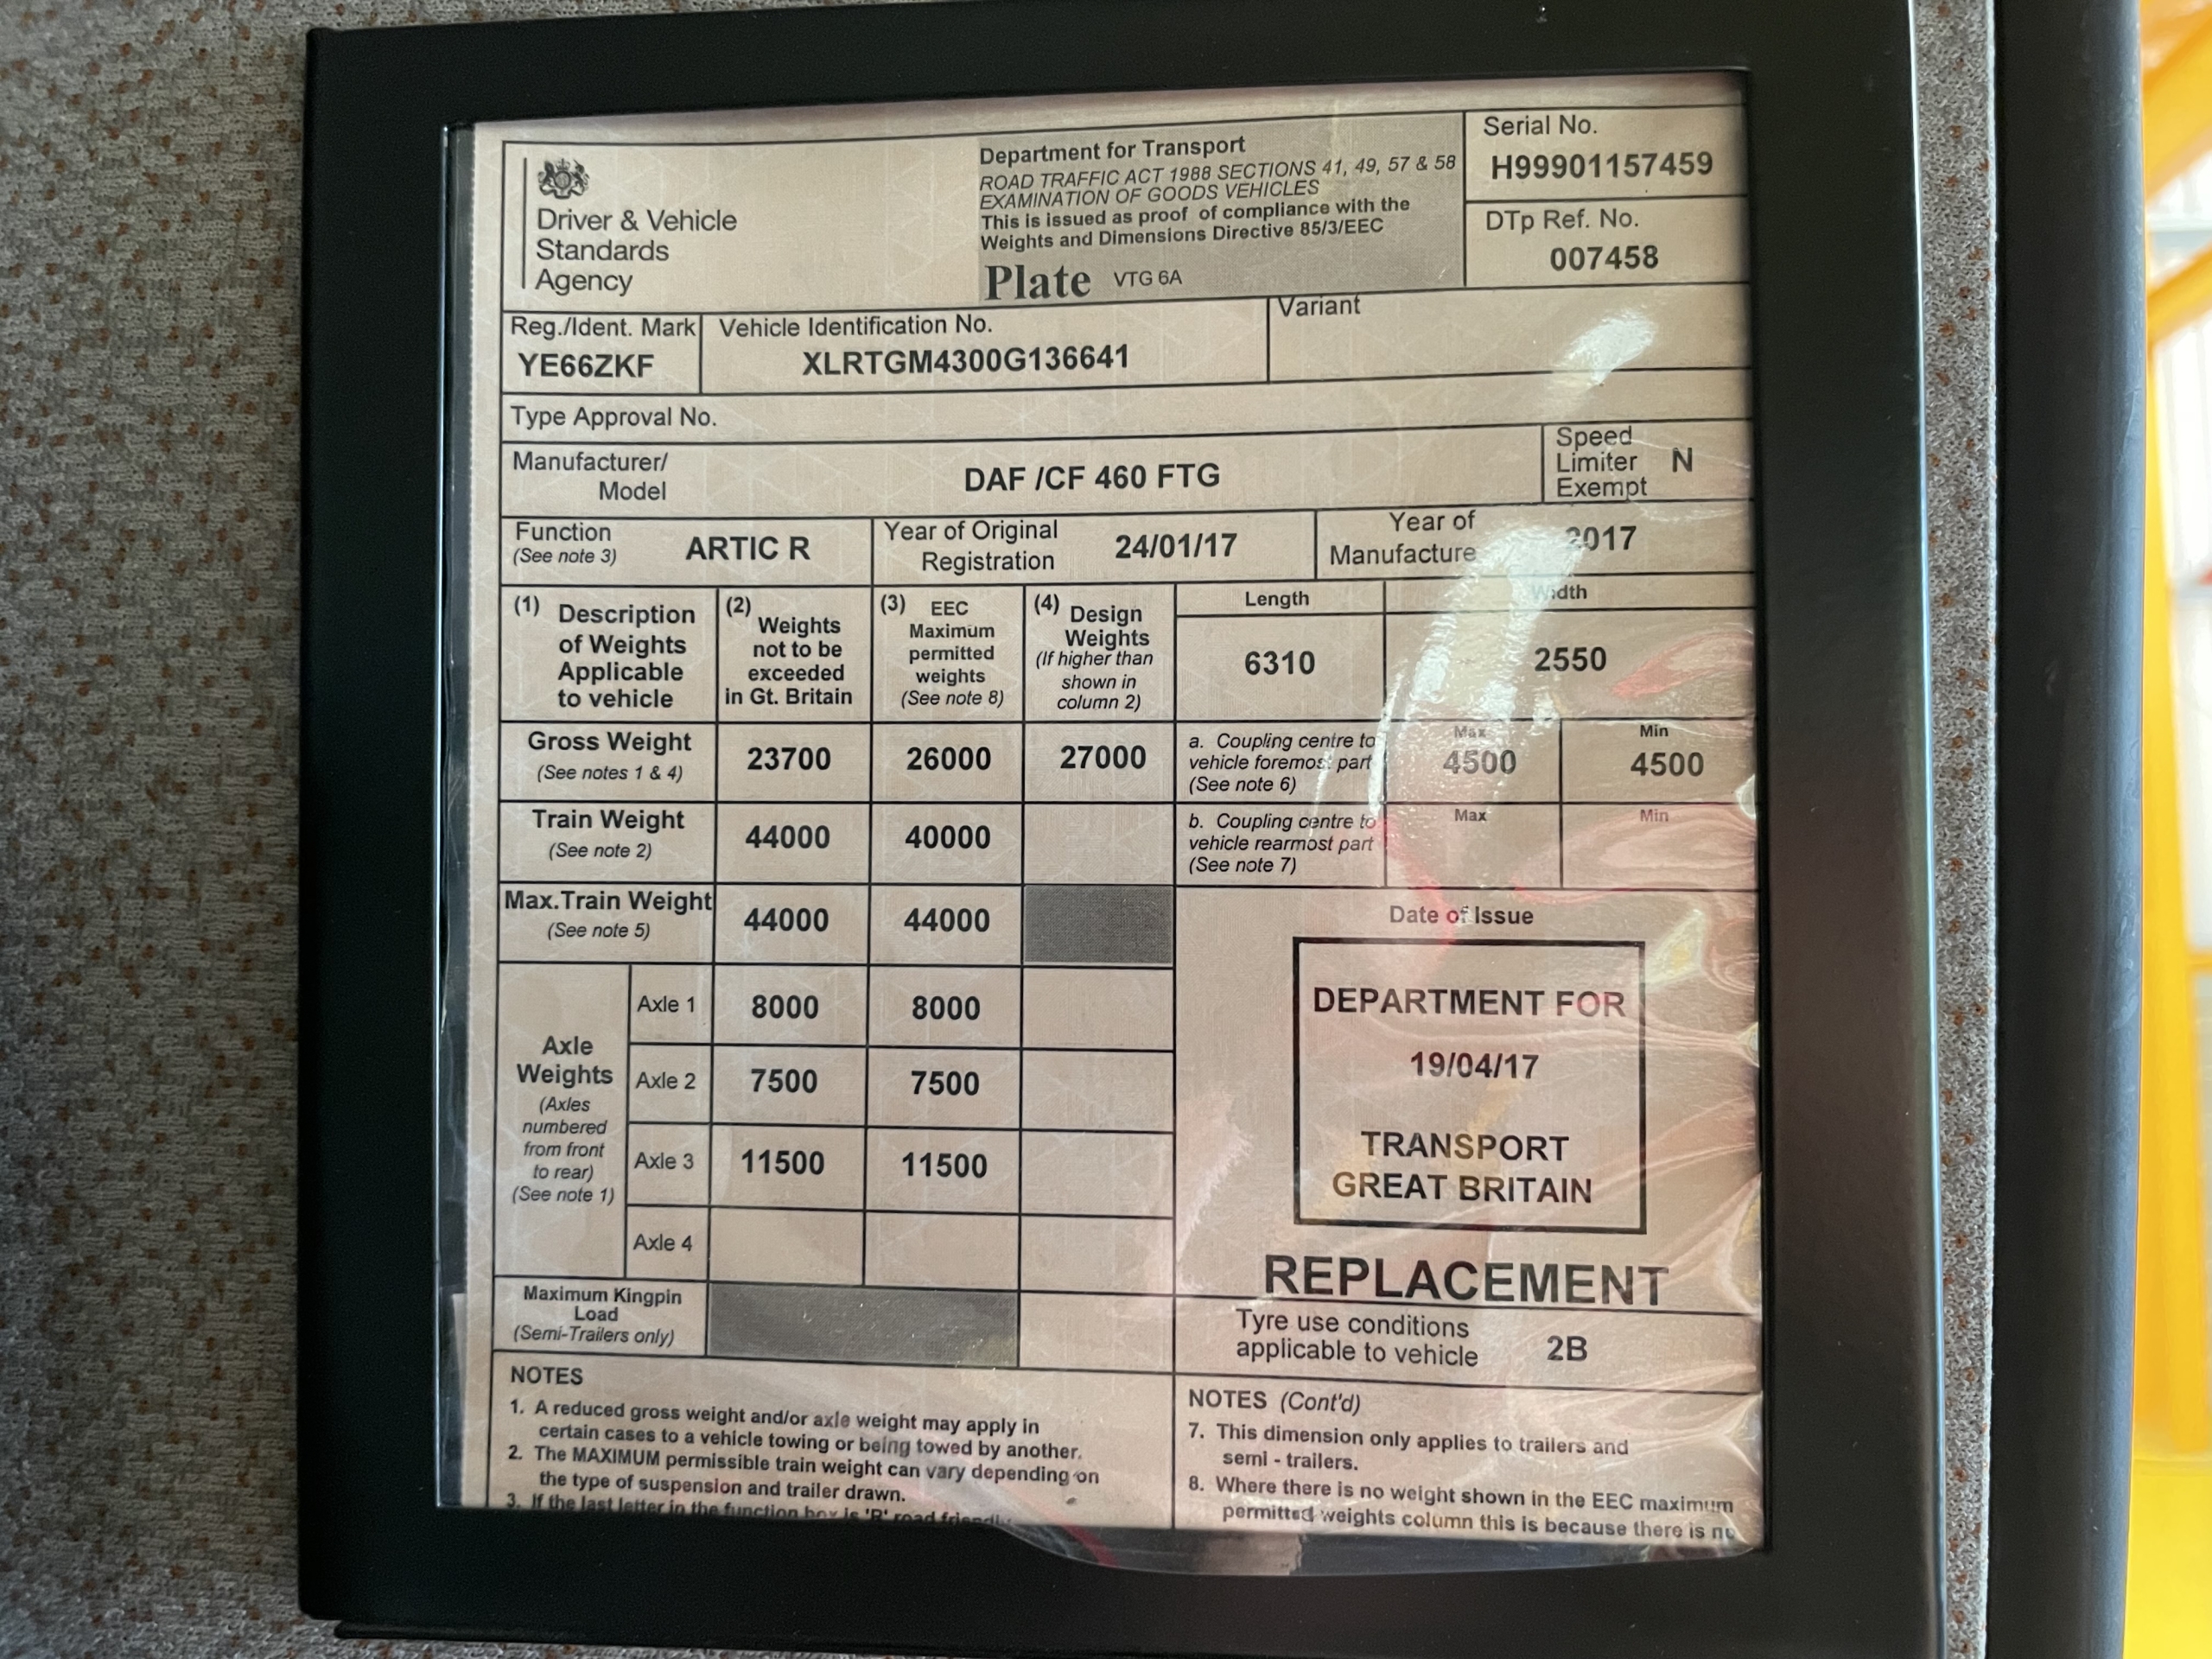 Driver & Vehicle
Standards
Agency
Department for Transport
ROAD TRAFFIC ACT 1988 SECTIONS 41, 49, 57 & 58
EXAMINATION OF GOODS VEHICLES
This is issued as proof of compliance with the
Weights and Dimensions Directive 85/3/EEC
Plate VTG 6A
Serial No.
H99901157459
DTp Ref. No.
007458
Reg./Ident. Mark
YE66ZKF
Vehicle Identification No.
XLRTGM4300G136641
Variant
Type Approval No.
Manufacturer/
Model
DAF /CF 460 FTG
Speed
Limiter
Exempt
N
Function
(See note 3)
ARTIC R
Year of Original
Registration
24/01/17
Year of
Manufacture
2017
(1) Description
of Weights
Applicable
to vehicle
(2) Weights
not to be
exceeded
in Gt. Britain
(3) EEC
Maximum
permitted
weights
(See note 8)
(4) Design
Weights
(If higher than
shown in
column 2)
Length
6310
Width
2550
Gross Weight
(See notes 1 & 4)
23700
26000
27000
a. Coupling centre to
vehicle foremost part
(See note 6)
Max
4500
Min
4500
Train Weight
(See note 2)
44000
40000
b. Coupling centre to
vehicle rearmost part
(See note 7)
Max
Min
Max.Train Weight
(See note 5)
44000
44000
Axle
Weights
(Axles
numbered
from front
to rear)
(See note 1)
Axle 1
8000
8000
Axle 2
7500
7500
Axle 3
11500
11500
Axle 4
Maximum Kingpin
Load
(Semi-Trailers only)
Date of Issue
DEPARTMENT FOR
19/04/17
TRANSPORT
GREAT BRITAIN
REPLACEMENT
Tyre use conditions
applicable to vehicle
2B
NOTES
1. A reduced gross weight and/or axle weight may apply in
certain cases to a vehicle towing or being towed by another.
2. The MAXIMUM permissible train weight can vary depending on
the type of suspension and trailer drawn.
3. If the last letter in the function box is 'R' road
NOTES (Cont'd)
7. This dimension only applies to trailers and
semi - trailers.
8. Where there is no weight shown in the EEC maximum
permitted weights column this is because there is